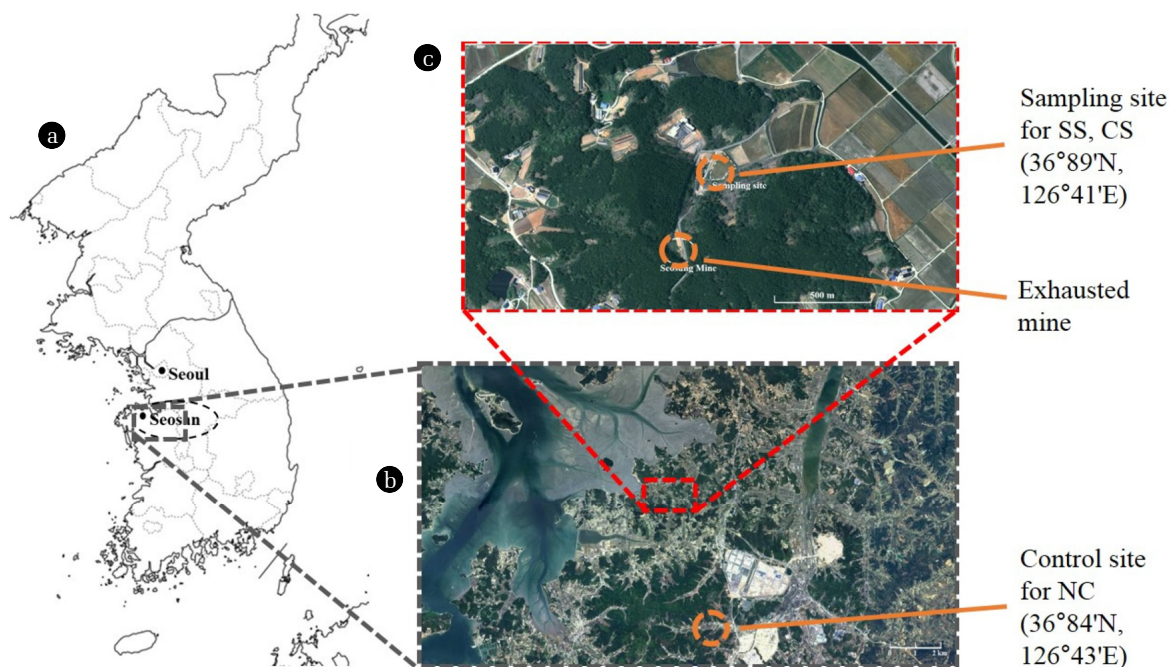 a
Seoul
Seosan
c
Sampling site
Seosung Mine
500 m
Sampling site
for SS, CS
(36°89'N,
126°41'E)
Exhausted
mine
b
2 km
Control site
for NC
(36°84'N,
126°43'E)